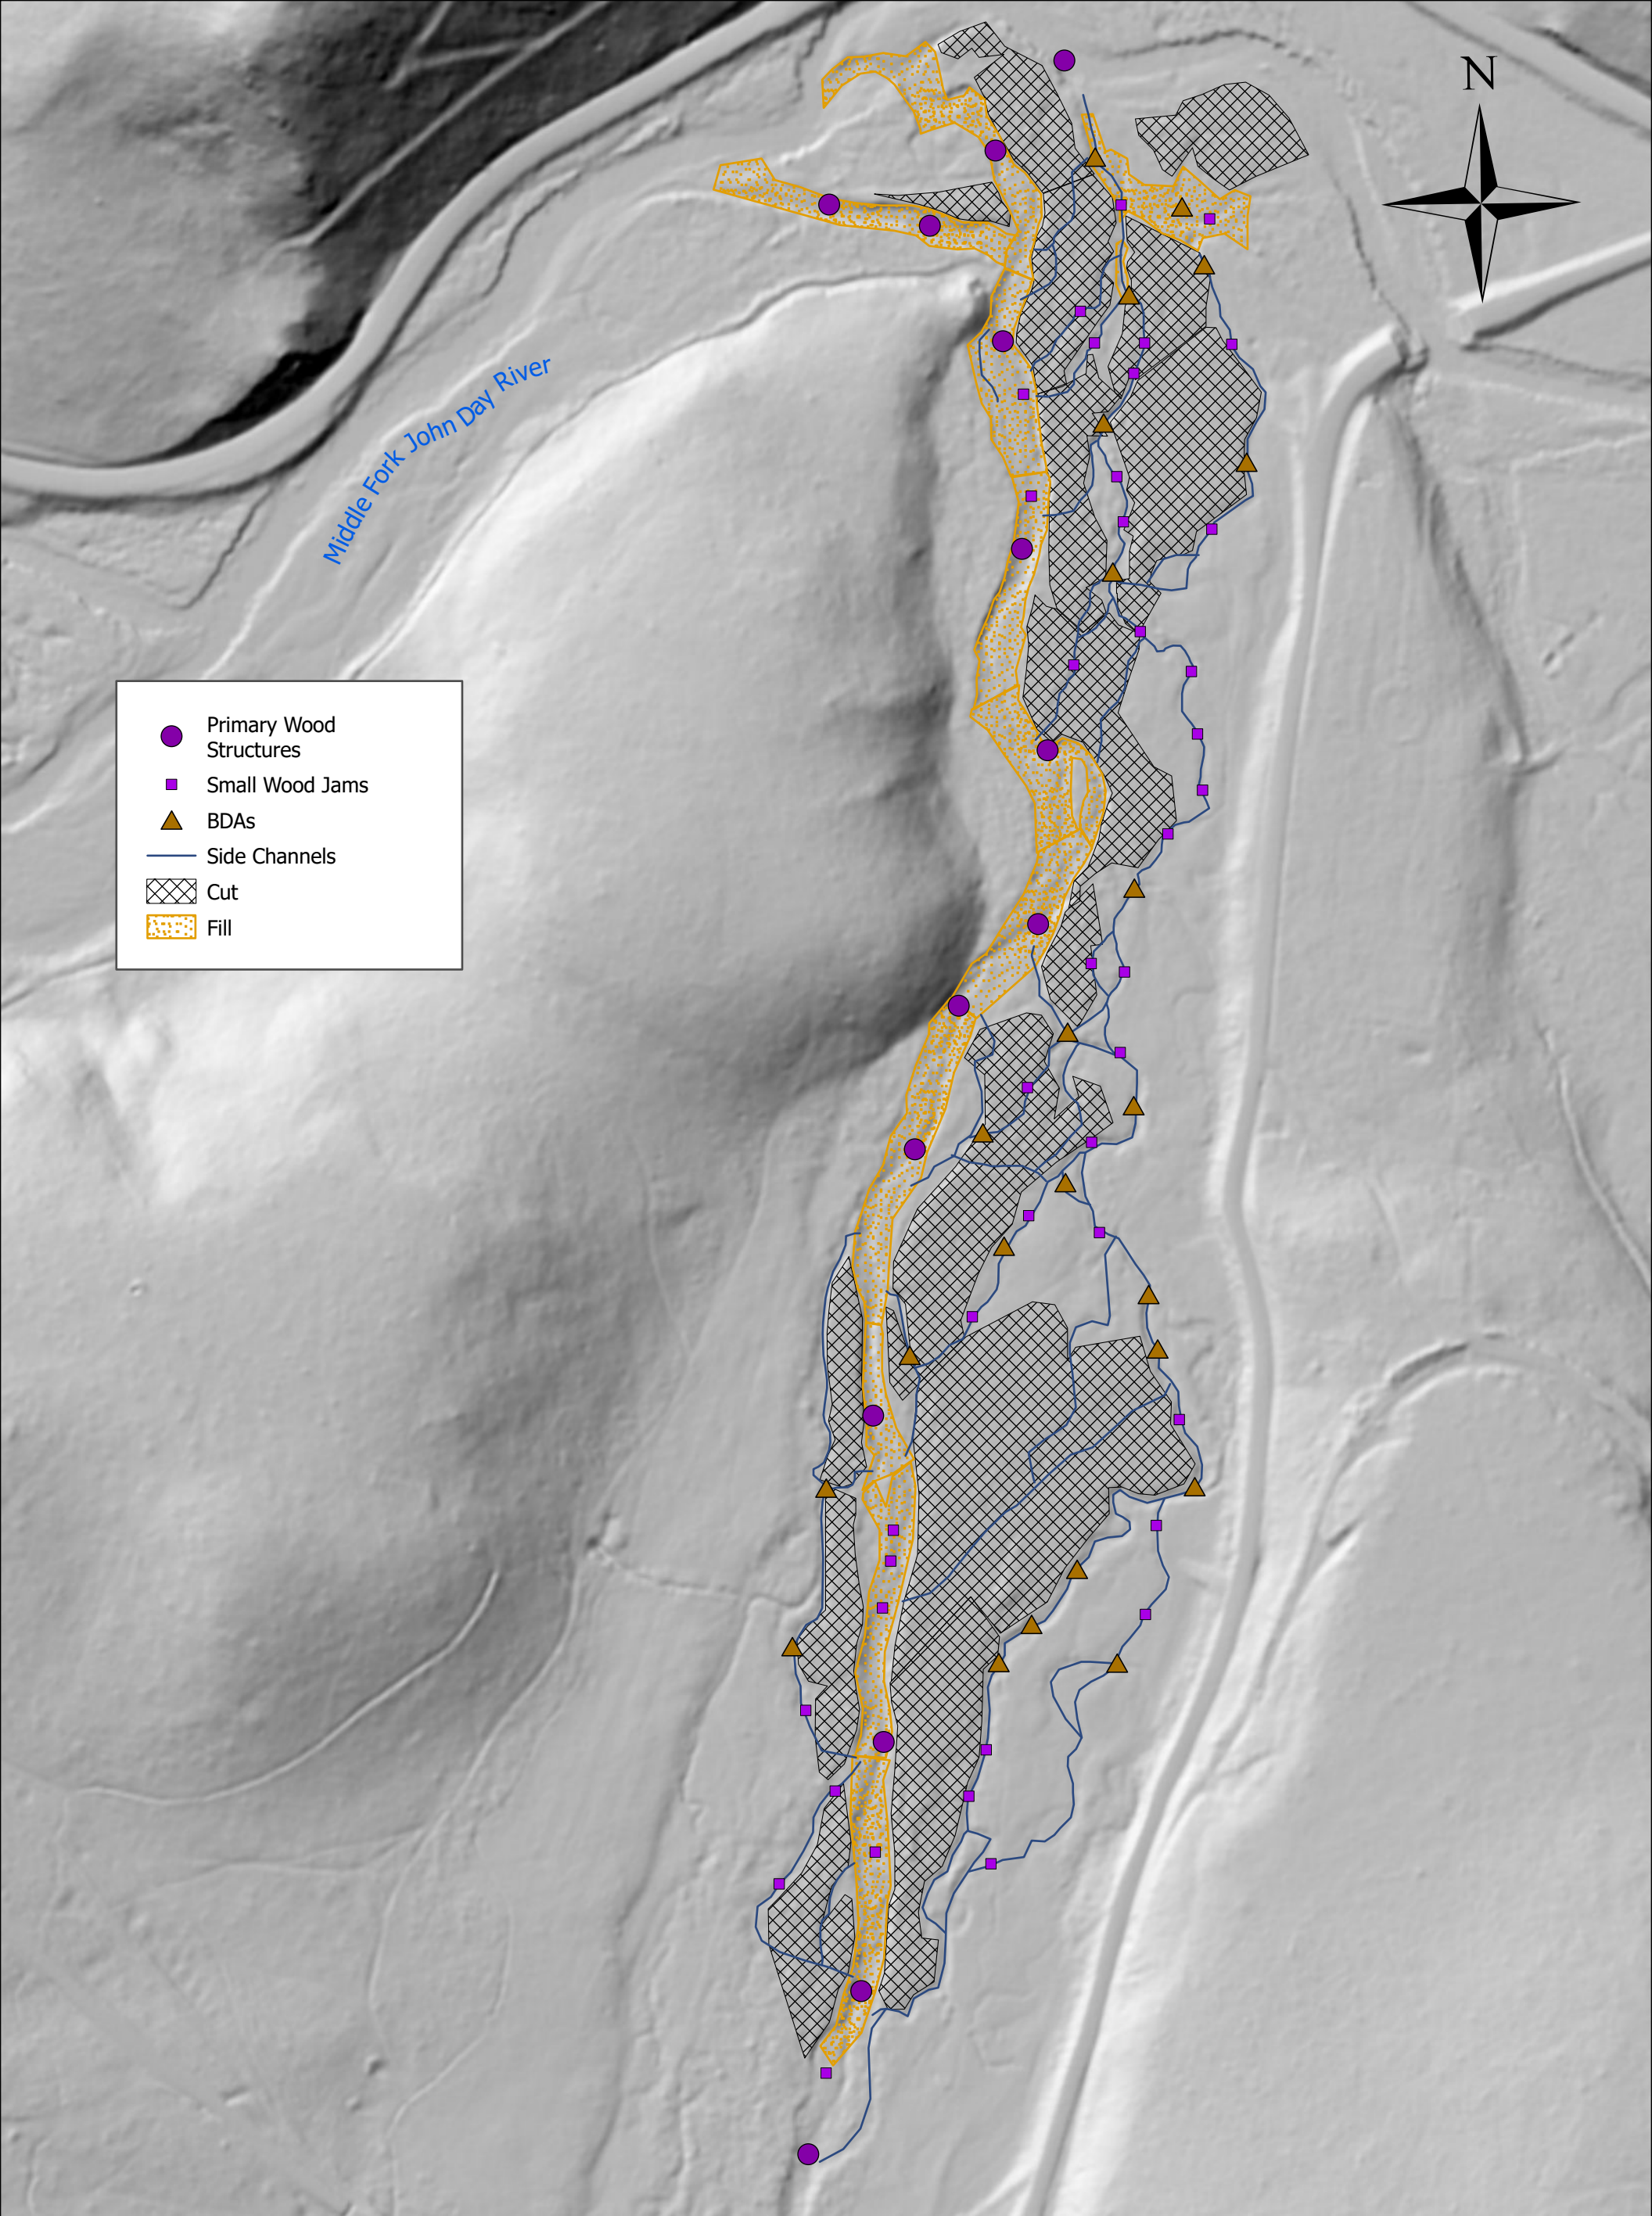 N
Middle Fork John Day River
Primary Wood
Structures
Small Wood Jams
BDAs
Side Channels
Cut
Fill